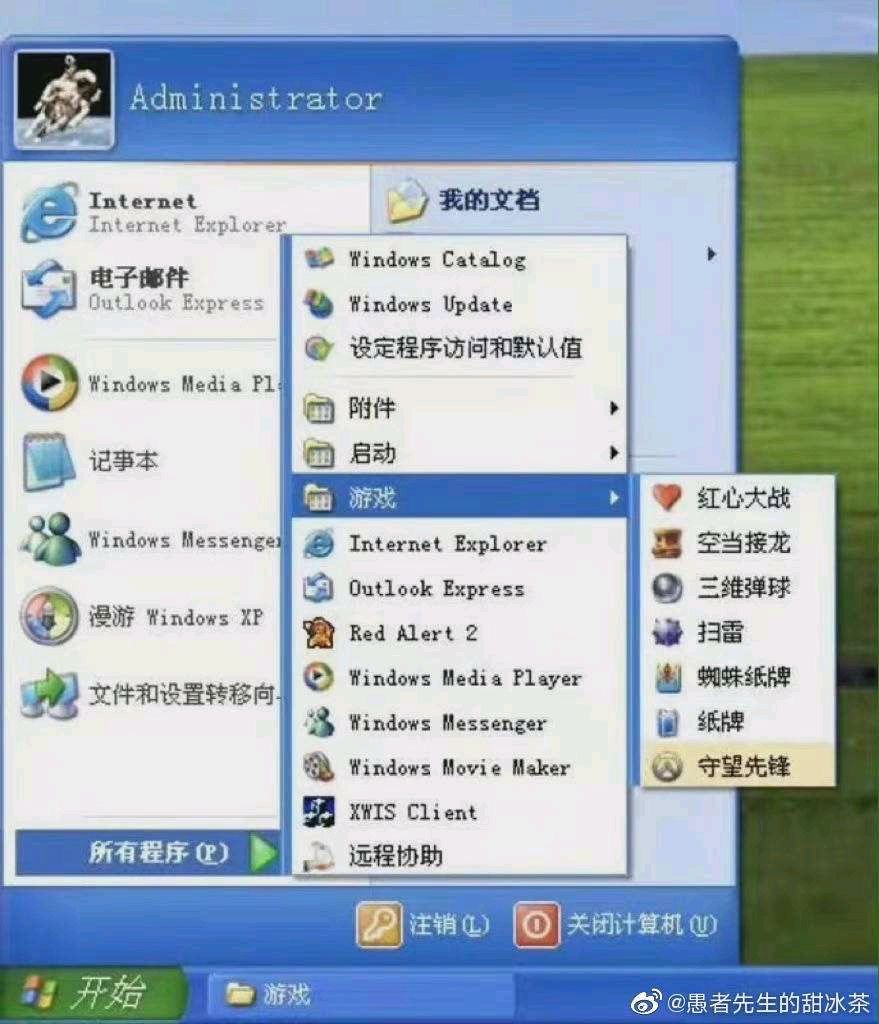 Administrator
Internet
Internet Explorer
电子邮件
Outlook Express
Windows Media Pl
记事本
Windows Messenger
漫游 Windows XP
文件和设置转移向
所有程序(P)
我的文档
Windows Catalog
Windows Update
设定程序访问和默认值
附件
启动
游戏
Internet Explorer
Outlook Express
Red Alert 2
Windows Media Player
Windows Messenger
Windows Movie Maker
XWIS Client
远程协助
红心大战
空当接龙
三维弹球
扫雷
蜘蛛纸牌
纸牌
守望先锋
注销(L)
关闭计算机(U)
开始
游戏
@愚者先生的甜冰茶